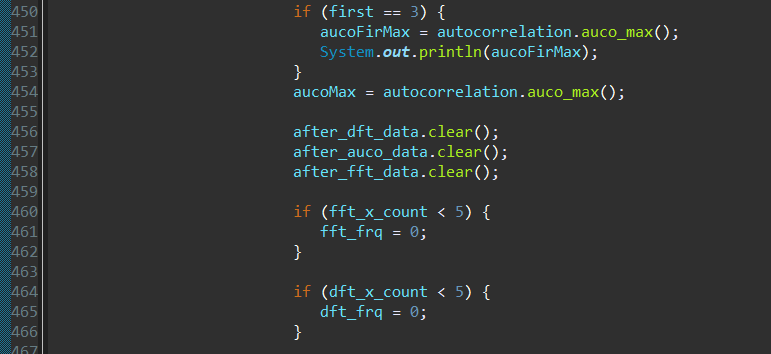 450 if (first == 3) {
451 aucoFirMax = autocorrelation.auco_max();
452 System.out.println(aucoFirMax);
453 }
454 aucoMax = autocorrelation.auco_max();
455
456 after_dft_data.clear();
457 after_auco_data.clear();
458 after_fft_data.clear();
459
460 if (fft_x_count < 5) {
461 fft_frq = 0;
462 }
463
464 if (dft_x_count < 5) {
465 dft_frq = 0;
466 }
467